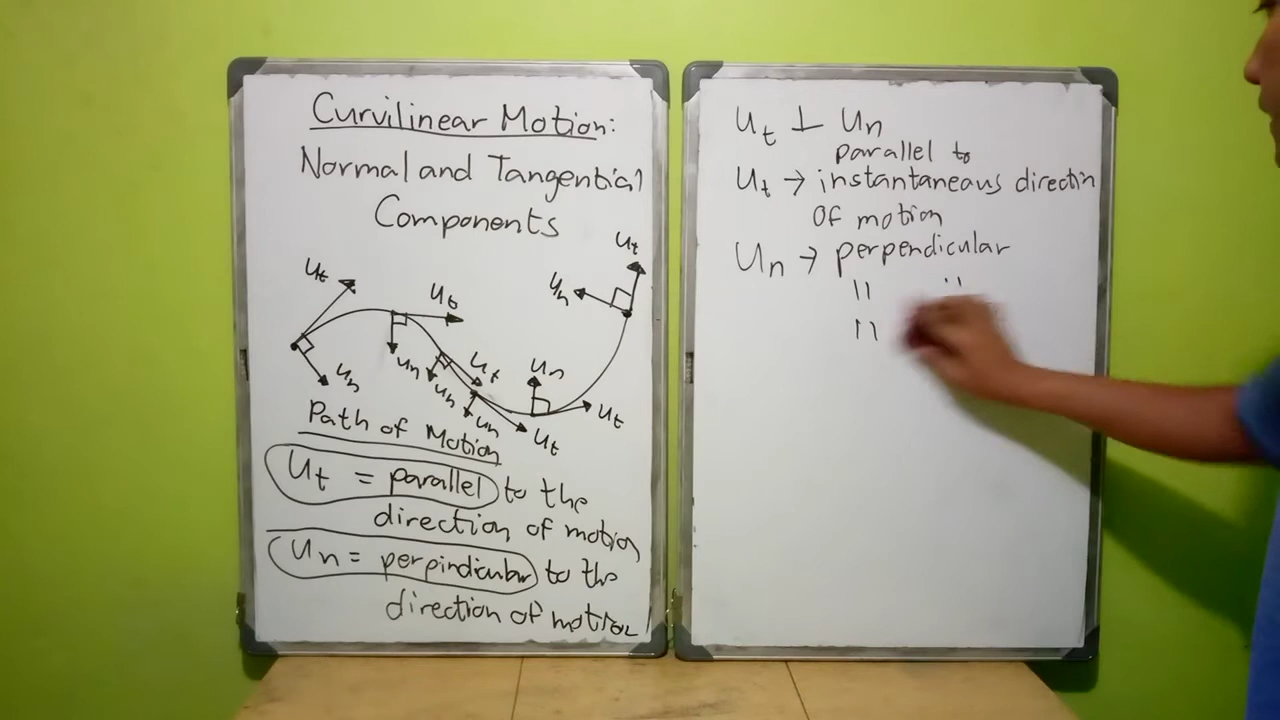 Curvilinear Motion:
Normal and Tangential
Components
ut
un
ut
un
ut
un
un
ut
un
ut
un
ut
Path of Motion
ut = parallel to the
direction of motion
un = perpindicular to the
direction of motion
ut ⊥ un
parallel to
ut → instantaneous directin
of motion
un → perpendicular
" "
"